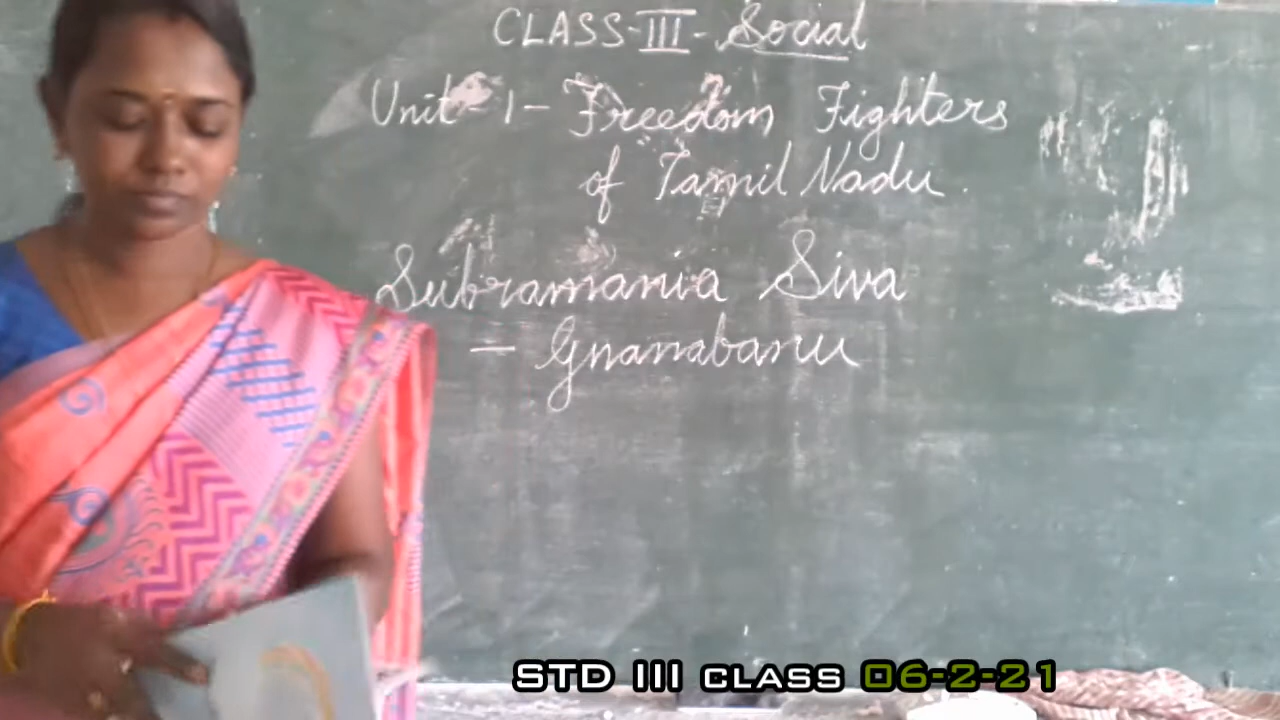 CLASS-III-Social
Unit-1-Freedom Fighters
of Tamil Nadu.
Subramania Siva
- Gnanabanu
STD III CLASS 06-2-21